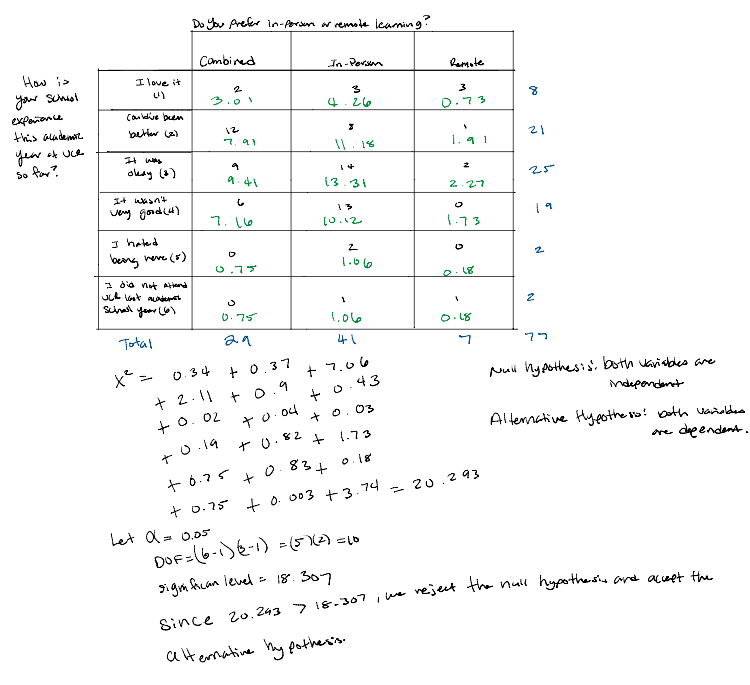 Do You prefer in-person or remote learning?
Combined In-Person Remote
How is your school experience this academic year at UCR so far?
I love it (1) 2 3 3 8
3.01 4.26 0.73
Could've been better (2) 12 8 1 21
7.91 11.18 1.91
It was okay (3) 9 14 2 25
9.41 13.31 2.27
It wasn't very good (4) 6 13 0 19
7.16 10.12 1.73
I hated being here (5) 0 2 0 2
0.75 1.06 0.18
I did not attend UCR last academic School year (6) 0 1 1 2
0.75 1.06 0.18
Total 29 41 7 77
X² = 0.34 + 0.37 + 7.06
+ 2.11 + 0.9 + 0.43
+ 0.02 + 0.04 + 0.03
+ 0.19 + 0.82 + 1.73
+ 0.75 + 0.83 + 0.18
+ 0.75 + 0.003 + 3.74 = 20.293
Null hypothesis: both variables are
independent
Alternative Hypothesis: both variables
are dependent.
Let α = 0.05
DOF = (6-1)(3-1) = (5)(2) = 10
significan level = 18.307
Since 20.293 > 18.307, we reject the null hypothesis and accept the
alternative hypothesis.